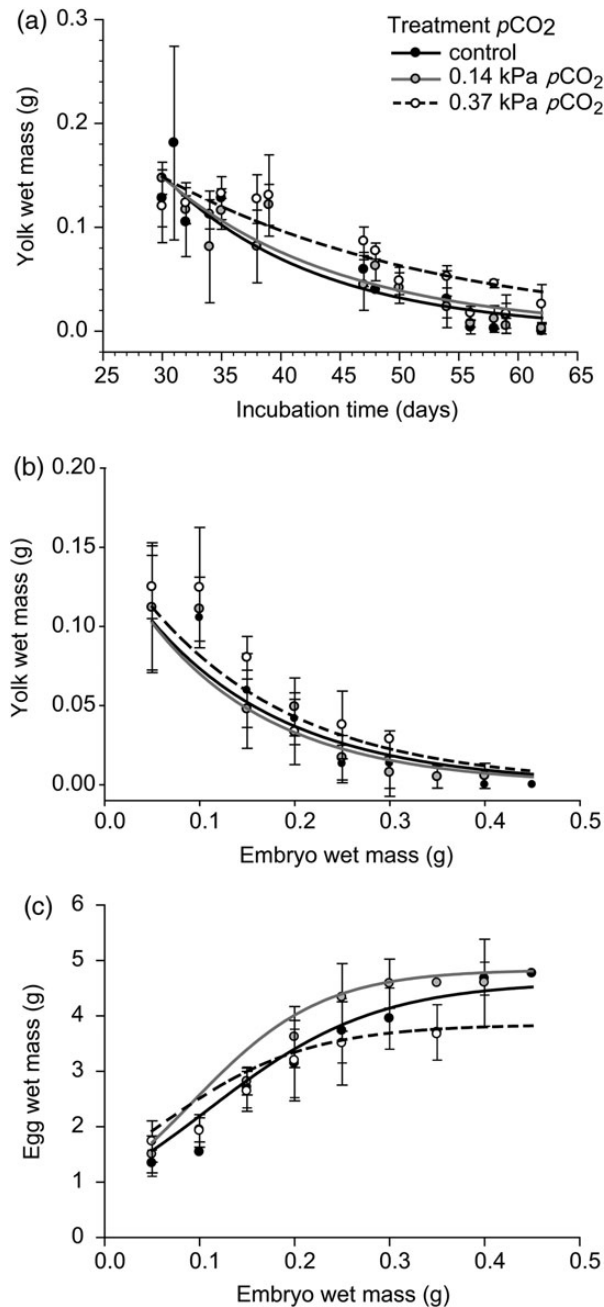 (a)
Treatment pCO2
control
0.14 kPa pCO₂
0.37 kPa pCO₂
Yolk wet mass (g)
0.3
0.2
0.1
0.0
25 30 35 40 45 50 55 60 65
Incubation time (days)
(b)
Yolk wet mass (g)
0.20
0.15
0.10
0.05
0.00
0.0 0.1 0.2 0.3 0.4 0.5
Embryo wet mass (g)
(c)
Egg wet mass (g)
6
5
4
3
2
1
0
0.0 0.1 0.2 0.3 0.4 0.5
Embryo wet mass (g)